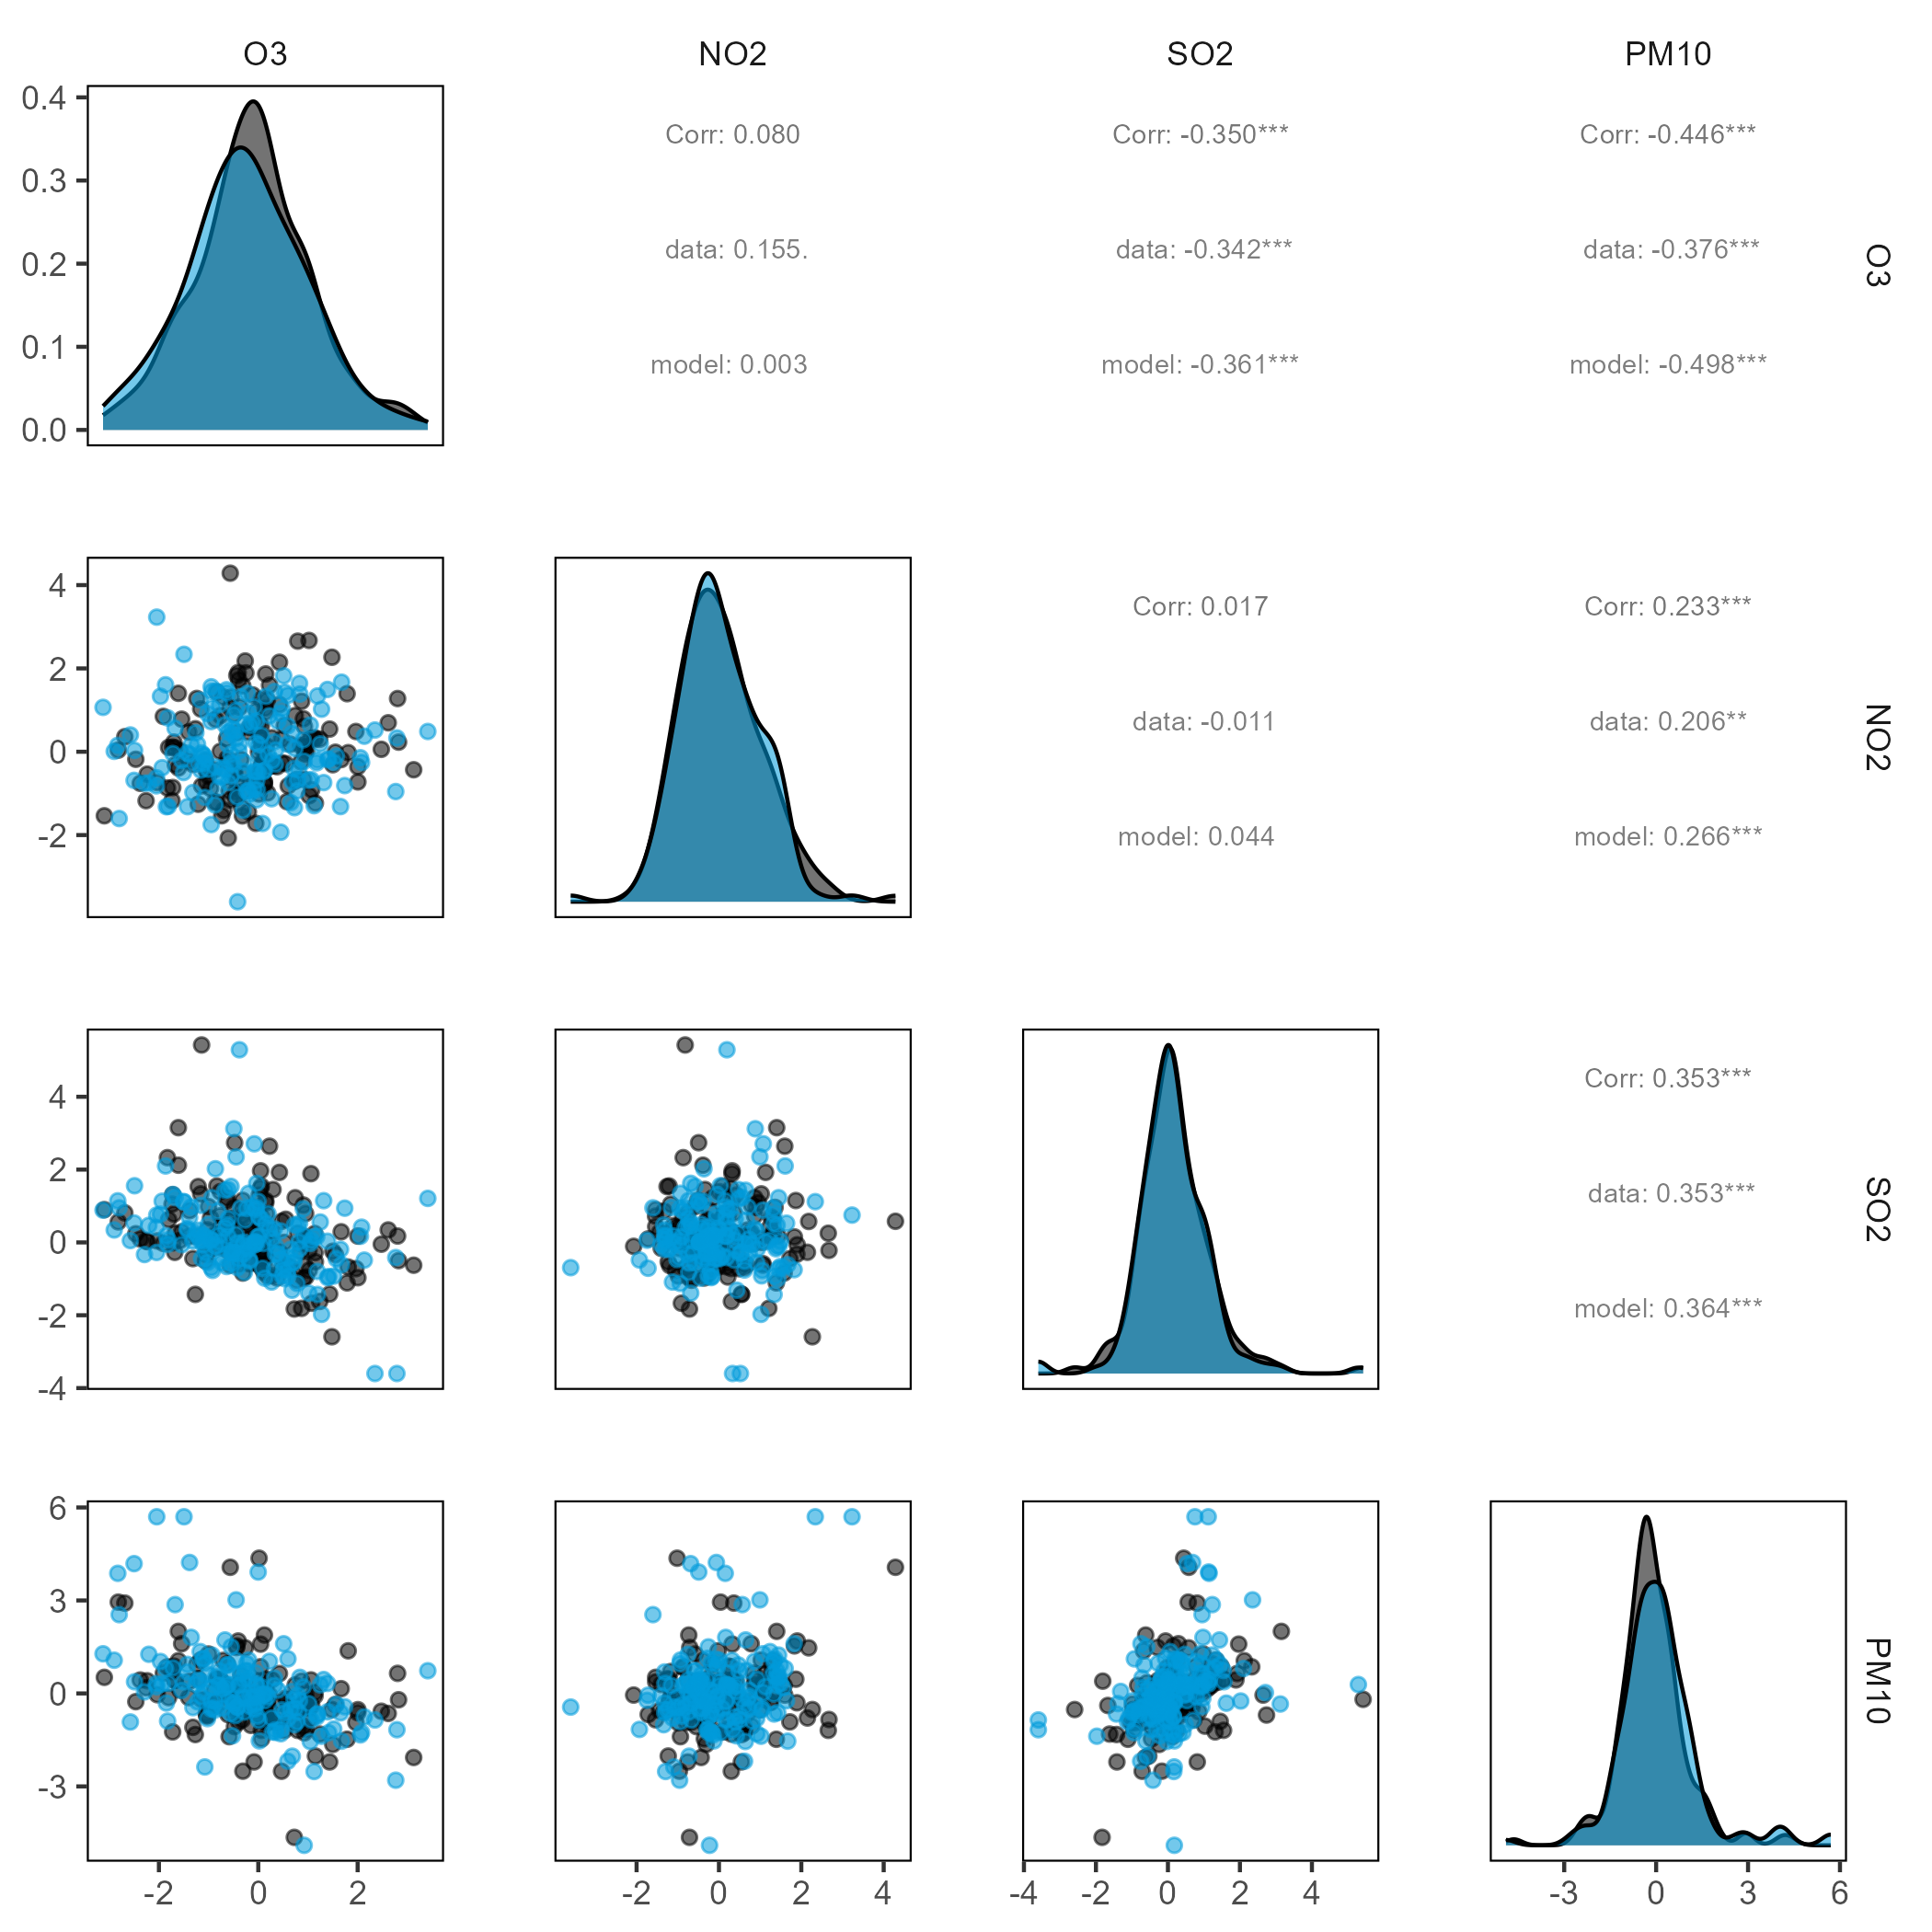 O3 NO2 SO2 PM10
0.4
0.3
0.2
0.1
0.0
Corr: 0.080
data: 0.155.
model: 0.003
Corr: -0.350***
data: -0.342***
model: -0.361***
Corr: -0.446***
data: -0.376***
model: -0.498***
O3
4
2
0
-2
Corr: 0.017
data: -0.011
model: 0.044
Corr: 0.233***
data: 0.206**
model: 0.266***
NO2
4
2
0
-2
-4
Corr: 0.353***
data: 0.353***
model: 0.364***
SO2
6
3
0
-3
PM10
-2 0 2
-2 0 2 4
-4 -2 0 2 4
-3 0 3 6